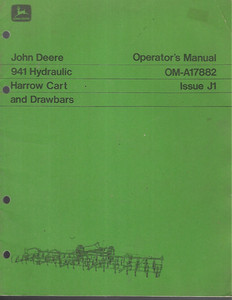 John Deere Operator's Manual
941 Hydraulic OM-A17882
Harrow Cart Issue J1
and Drawbars